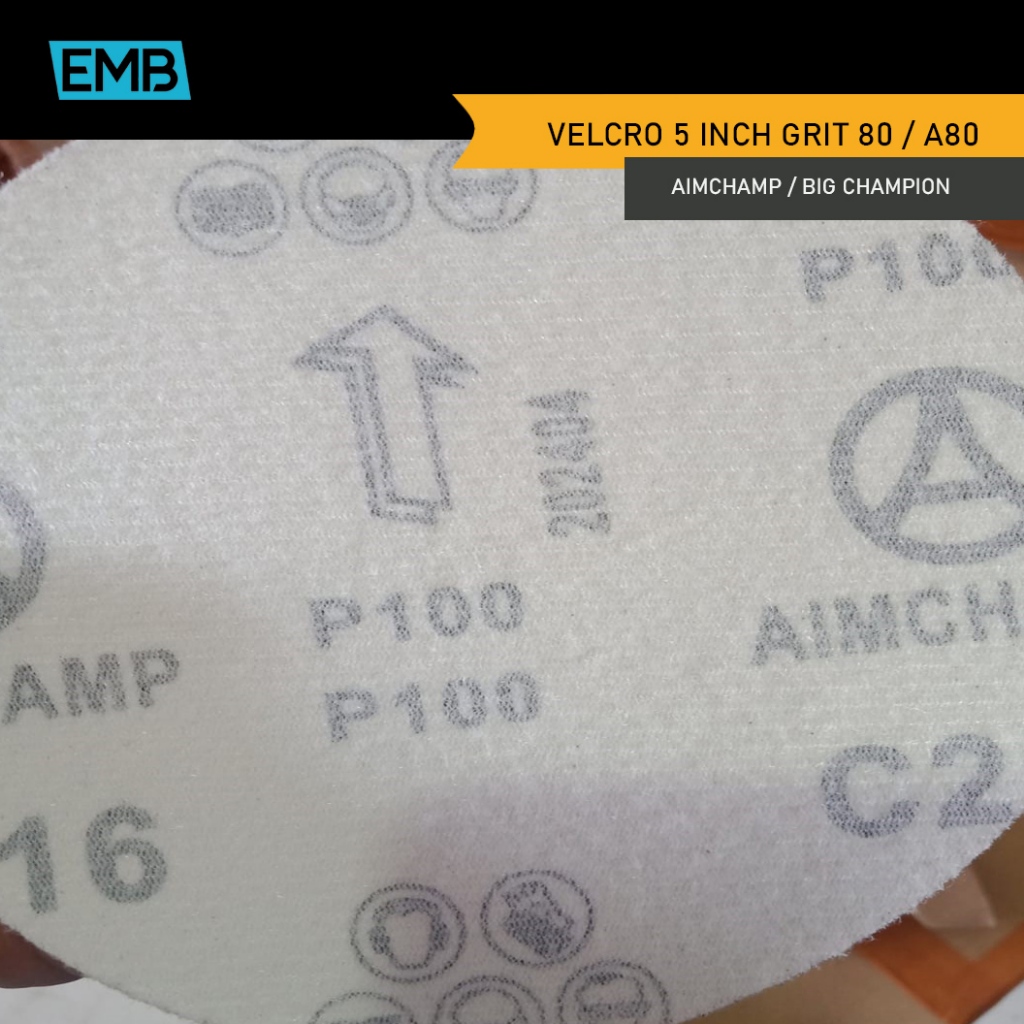 EMB
VELCRO 5 INCH GRIT 80 / A80
AIMCHAMP / BIG CHAMPION
P100
202404
P100
P100
AIMCH
AMP
C2
16